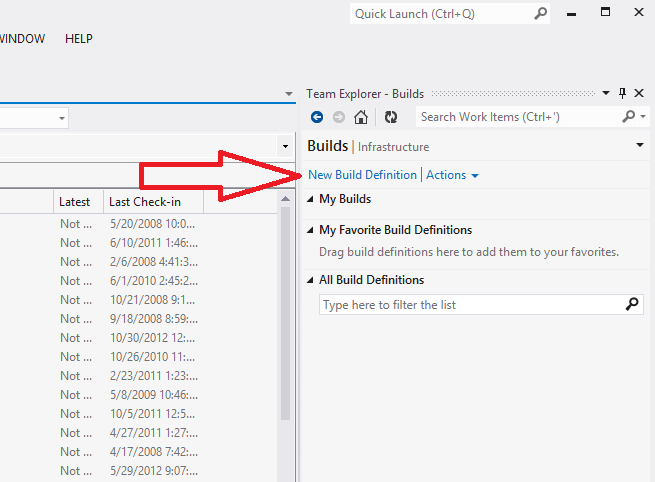 Quick Launch (Ctrl+Q)
WINDOW HELP
Team Explorer - Builds
Search Work Items (Ctrl+')
Builds | Infrastructure
New Build Definition | Actions
My Builds
My Favorite Build Definitions
Drag build definitions here to add them to your favorites.
All Build Definitions
Type here to filter the list
Latest Last Check-in
Not ... 5/20/2008 10:0...
Not ... 6/10/2011 1:46:...
Not ... 2/6/2008 4:41:3...
Not ... 6/1/2010 2:45:2...
Not ... 10/21/2008 9:1...
Not ... 9/18/2008 8:59:...
Not ... 10/30/2012 12:...
Not ... 10/26/2010 11:...
Not ... 2/23/2011 1:23:...
Not ... 5/8/2009 10:46...
Not ... 10/5/2011 12:5...
Not ... 4/27/2011 1:27:...
Not ... 4/17/2008 7:42:...
Not ... 5/29/2012 9:07:...